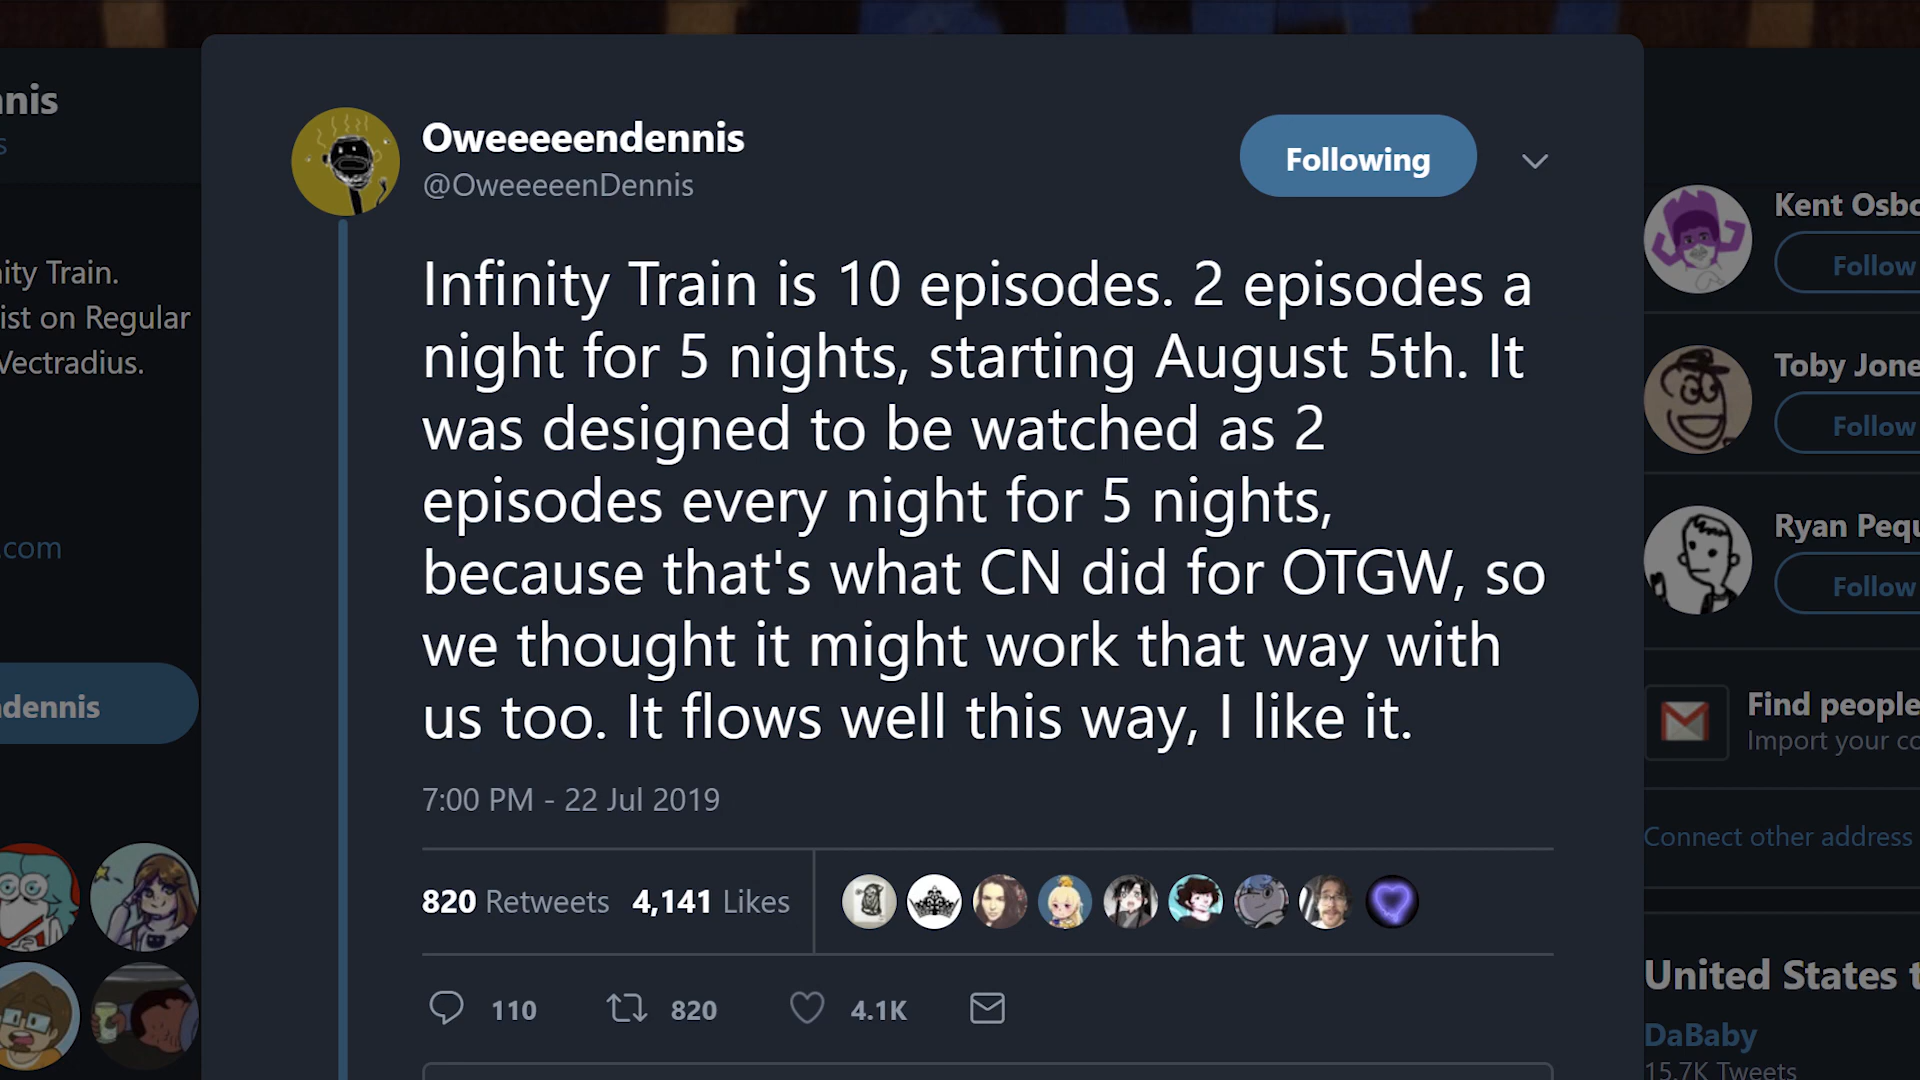 nnis
s
ity Train.
ist on Regular
Vectradius.
.com
dennis
Oweeeeendennis
@OweeeeenDennis
Following
Infinity Train is 10 episodes. 2 episodes a
night for 5 nights, starting August 5th. It
was designed to be watched as 2
episodes every night for 5 nights,
because that's what CN did for OTGW, so
we thought it might work that way with
us too. It flows well this way, I like it.
7:00 PM - 22 Jul 2019
820 Retweets 4,141 Likes
110 820 4.1K
Kent Osbo
Follow
Toby Jone
Follow
Ryan Pequ
Follow
Find people
Import your co
Connect other address
United States t
DaBaby
15.7K Tweets